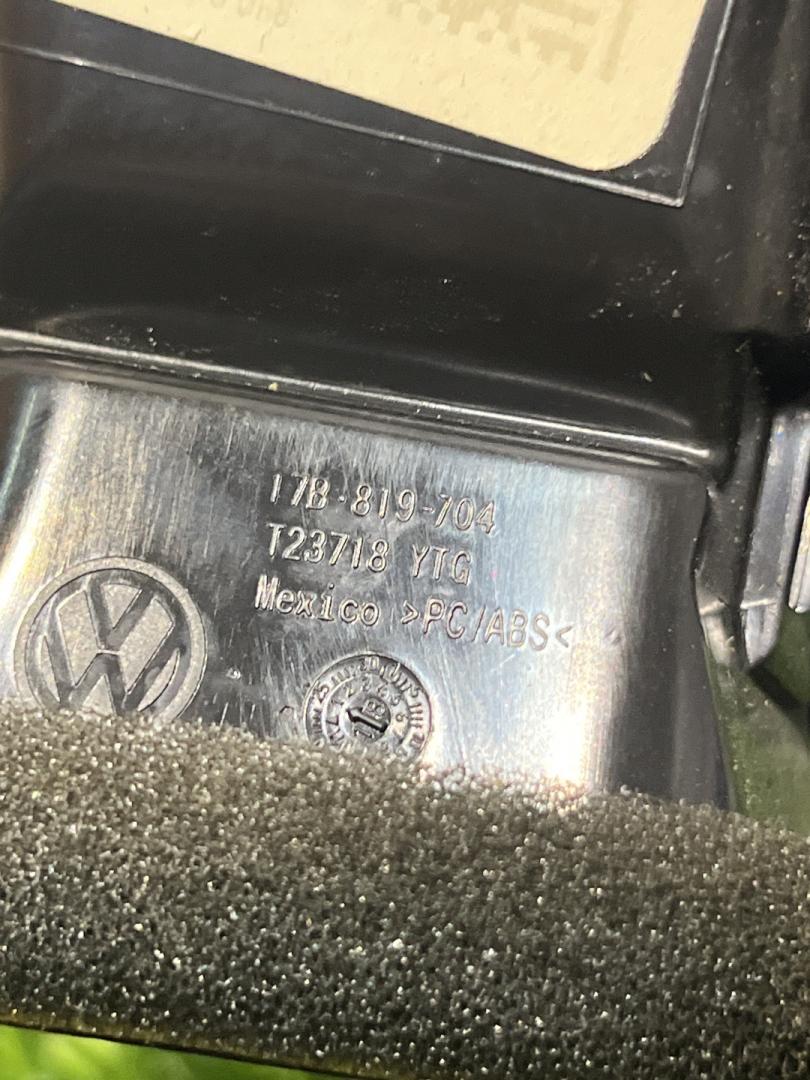 17B-819-704
T23718 YTG
Mexico >PC/ABS<